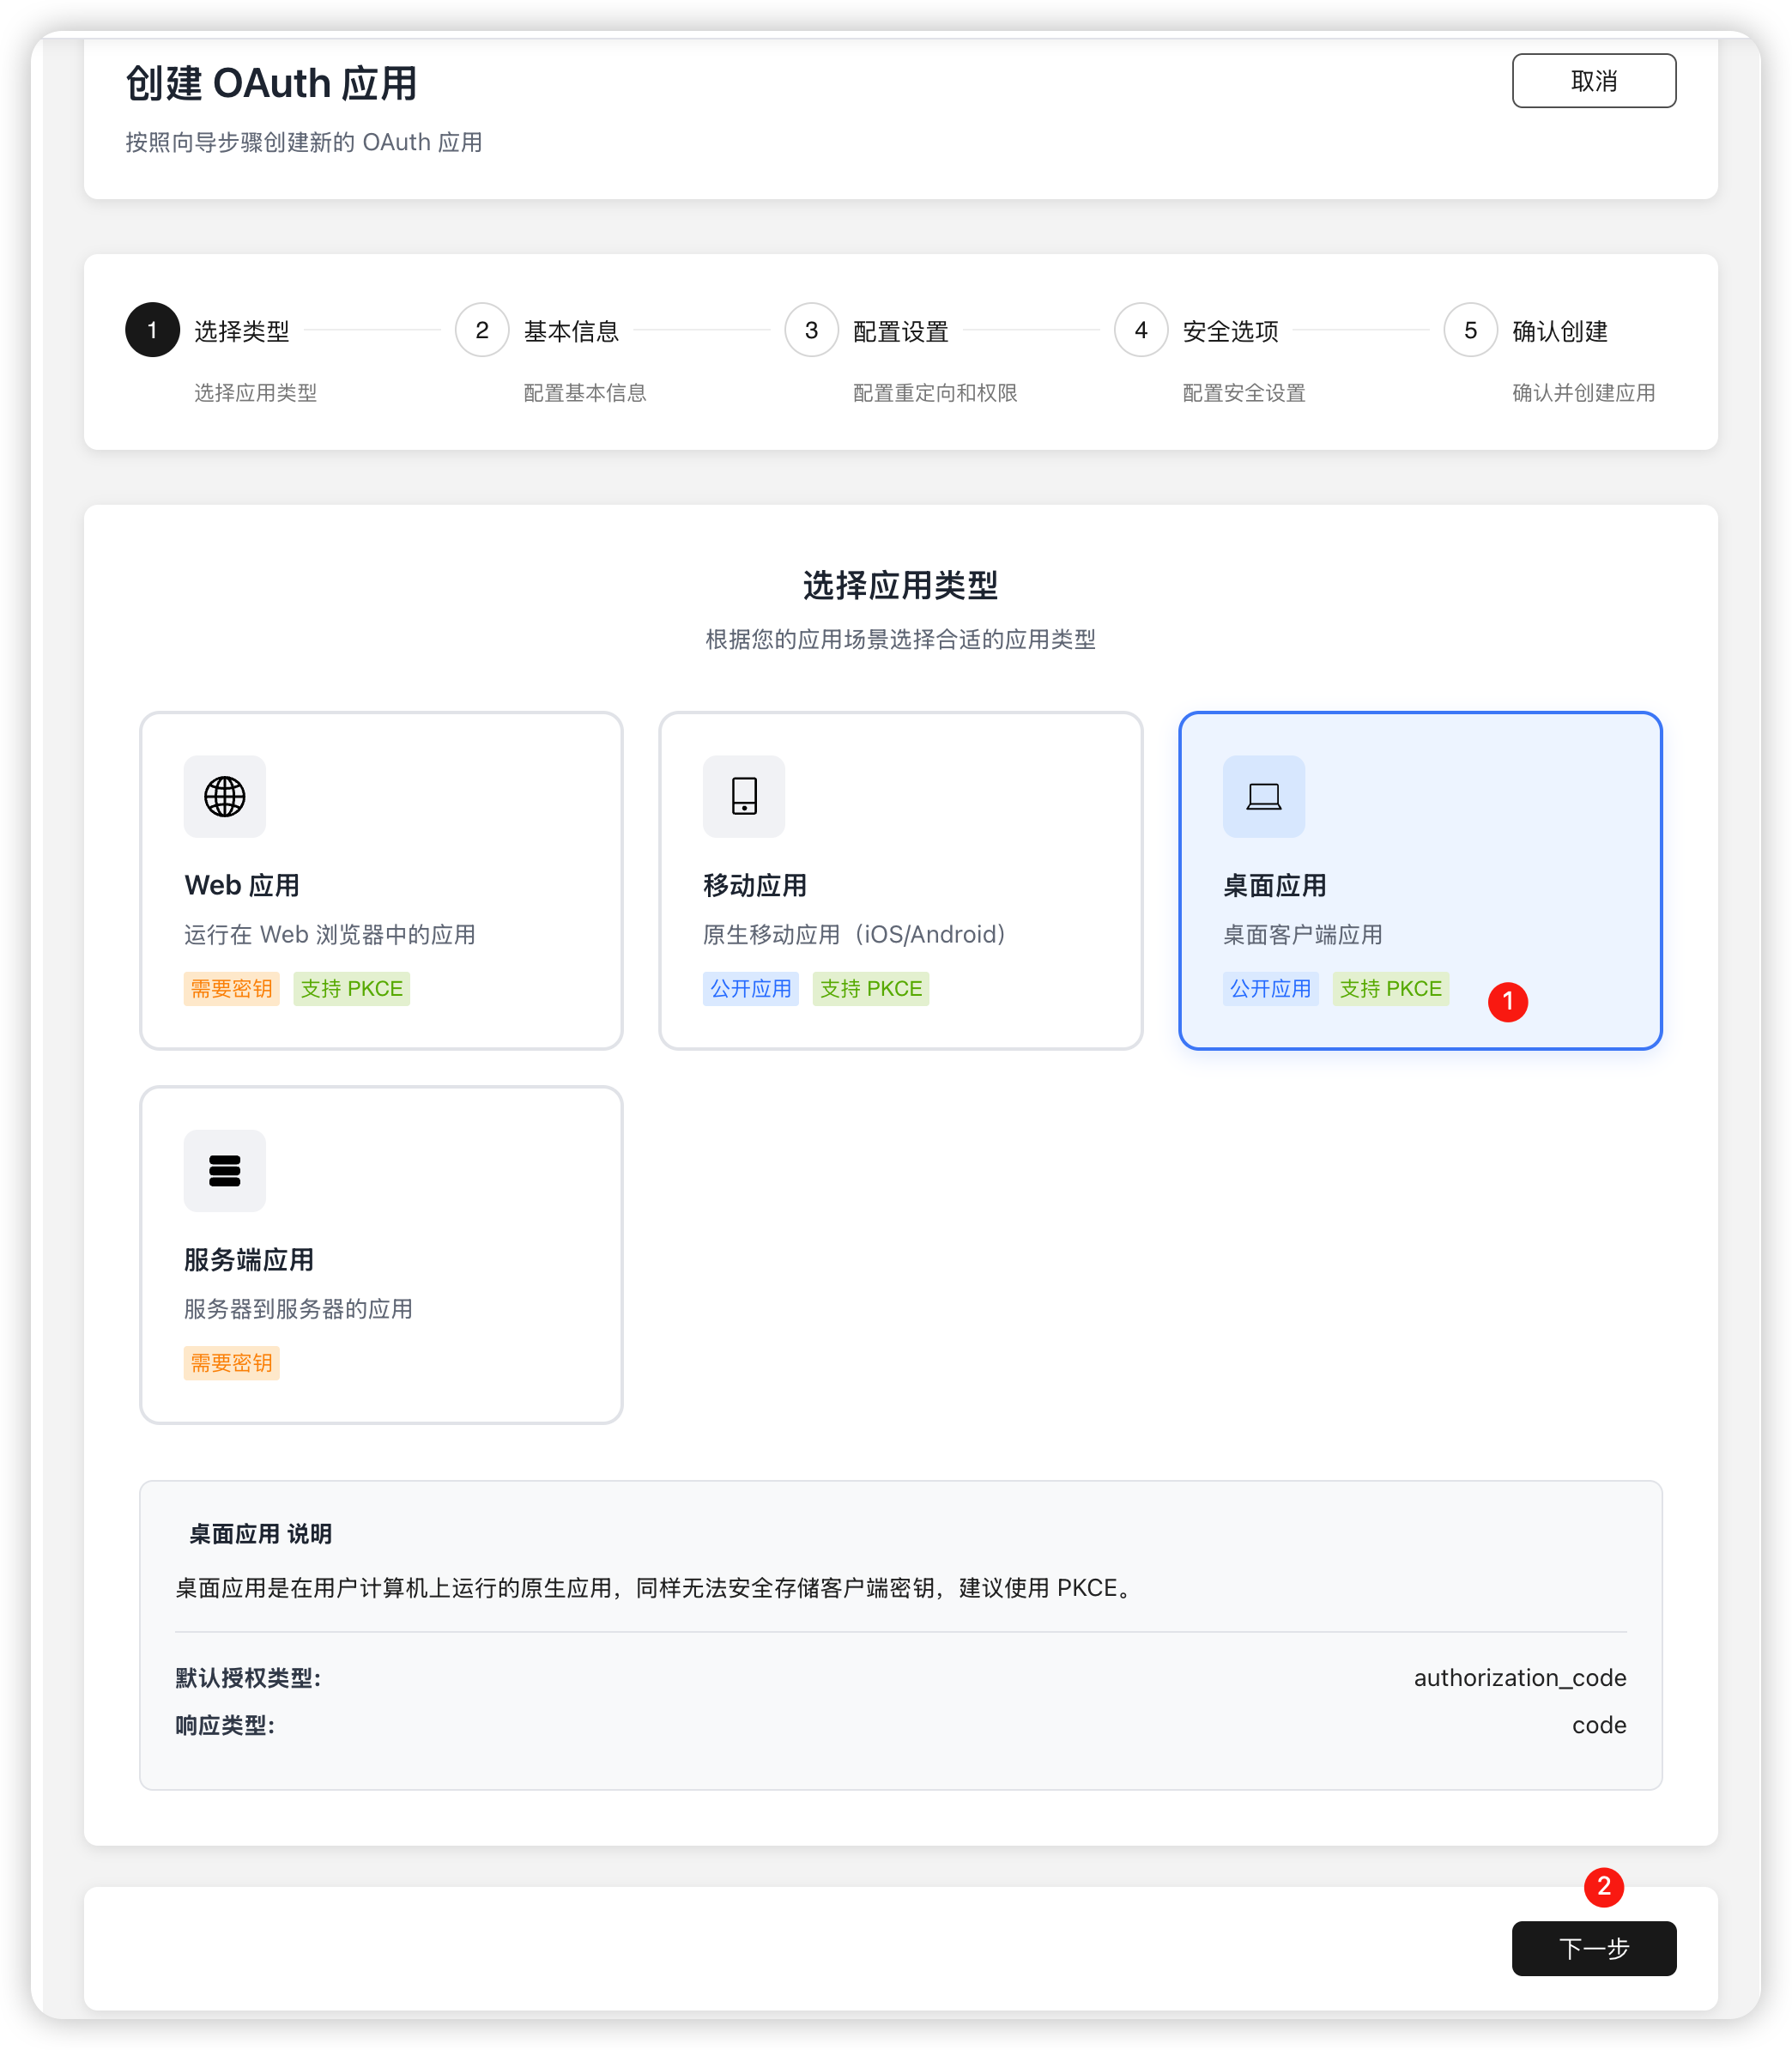 创建 OAuth 应用
取消
按照向导步骤创建新的 OAuth 应用
1 选择类型
选择应用类型
2 基本信息
配置基本信息
3 配置设置
配置重定向和权限
4 安全选项
配置安全设置
5 确认创建
确认并创建应用
选择应用类型
根据您的应用场景选择合适的应用类型
Web 应用
运行在 Web 浏览器中的应用
需要密钥 支持 PKCE
移动应用
原生移动应用（iOS/Android）
公开应用 支持 PKCE
桌面应用
桌面客户端应用
公开应用 支持 PKCE
1
服务端应用
服务器到服务器的应用
需要密钥
桌面应用 说明
桌面应用是在用户计算机上运行的原生应用，同样无法安全存储客户端密钥，建议使用 PKCE。
默认授权类型: authorization_code
响应类型: code
2
下一步